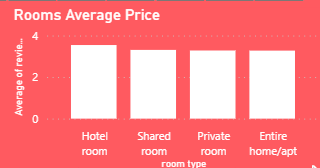 Rooms Average Price
Average of revie...
4
2
0
Hotel room
Shared room
Private room
Entire home/apt
room type